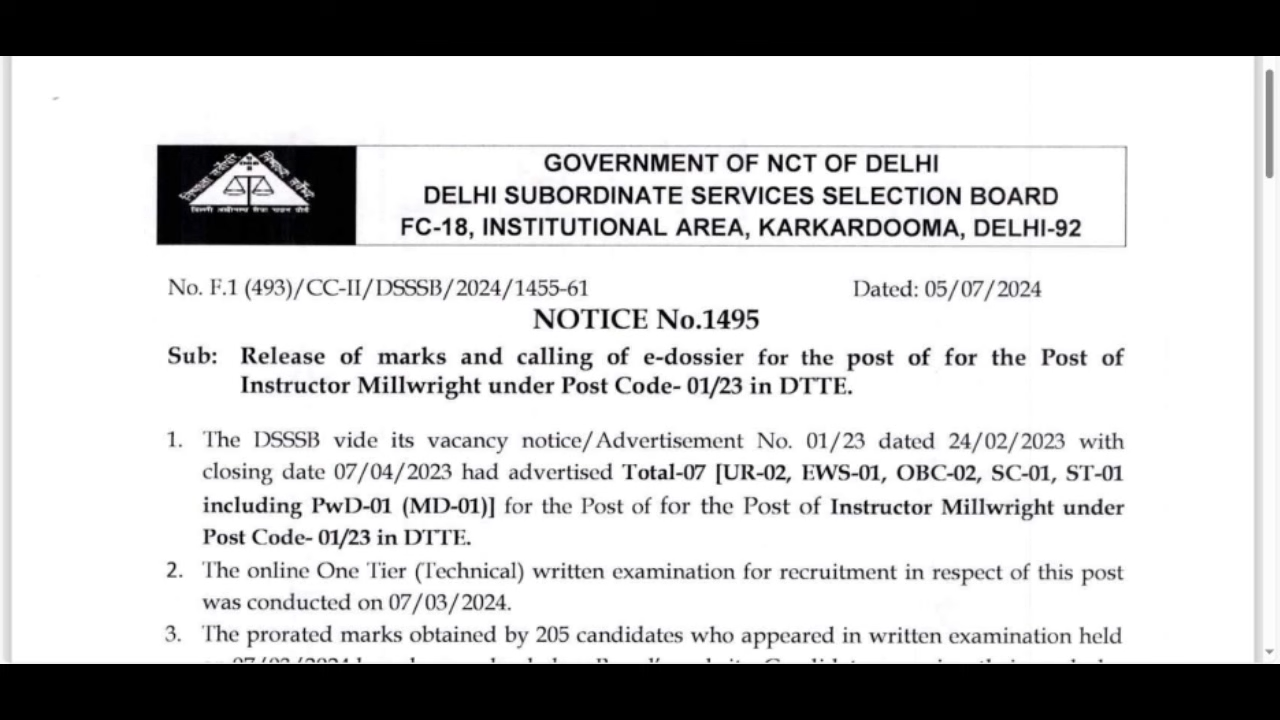 GOVERNMENT OF NCT OF DELHI
DELHI SUBORDINATE SERVICES SELECTION BOARD
FC-18, INSTITUTIONAL AREA, KARKARDOOMA, DELHI-92
No. F.1 (493)/CC-II/DSSSB/2024/1455-61 Dated: 05/07/2024
NOTICE No.1495
Sub: Release of marks and calling of e-dossier for the post of for the Post of
Instructor Millwright under Post Code- 01/23 in DTTE.
1. The DSSSB vide its vacancy notice/Advertisement No. 01/23 dated 24/02/2023 with
closing date 07/04/2023 had advertised Total-07 [UR-02, EWS-01, OBC-02, SC-01, ST-01
including PwD-01 (MD-01)] for the Post of for the Post of Instructor Millwright under
Post Code- 01/23 in DTTE.
2. The online One Tier (Technical) written examination for recruitment in respect of this post
was conducted on 07/03/2024.
3. The prorated marks obtained by 205 candidates who appeared in written examination held